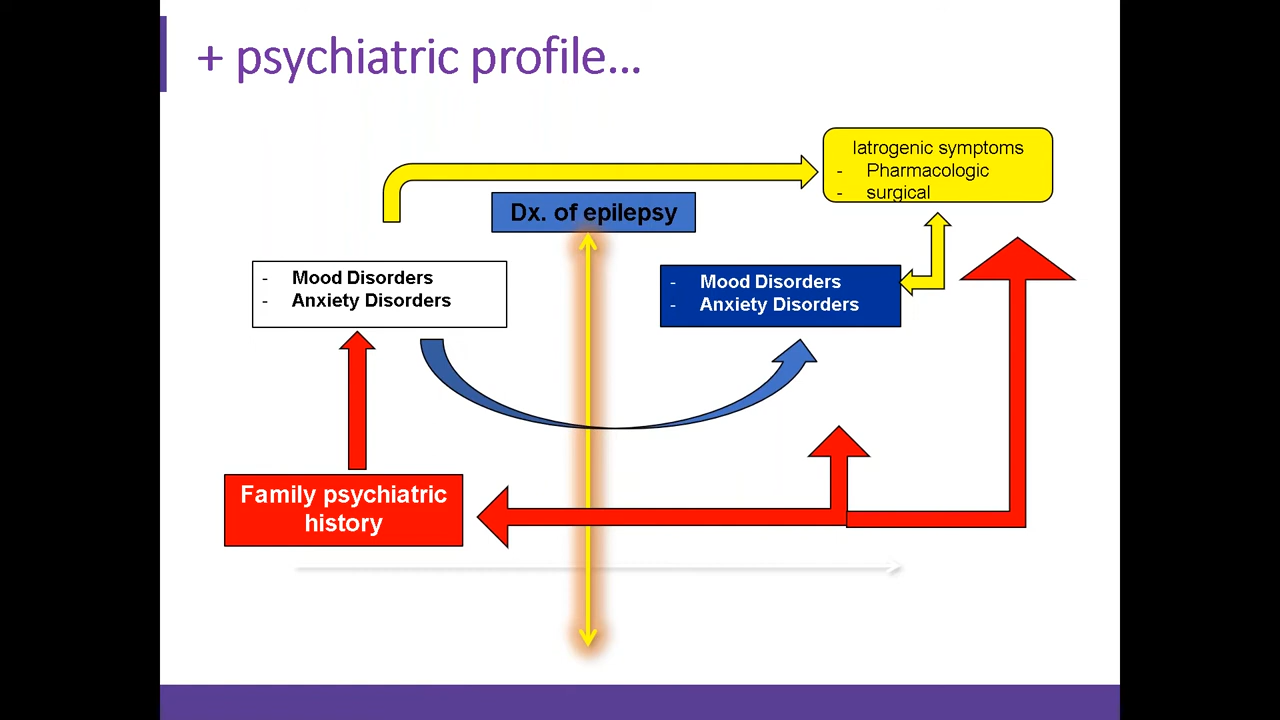 + psychiatric profile...
Iatrogenic symptoms
- Pharmacologic
- surgical
Dx. of epilepsy
- Mood Disorders
- Anxiety Disorders
- Mood Disorders
- Anxiety Disorders
Family psychiatric
history